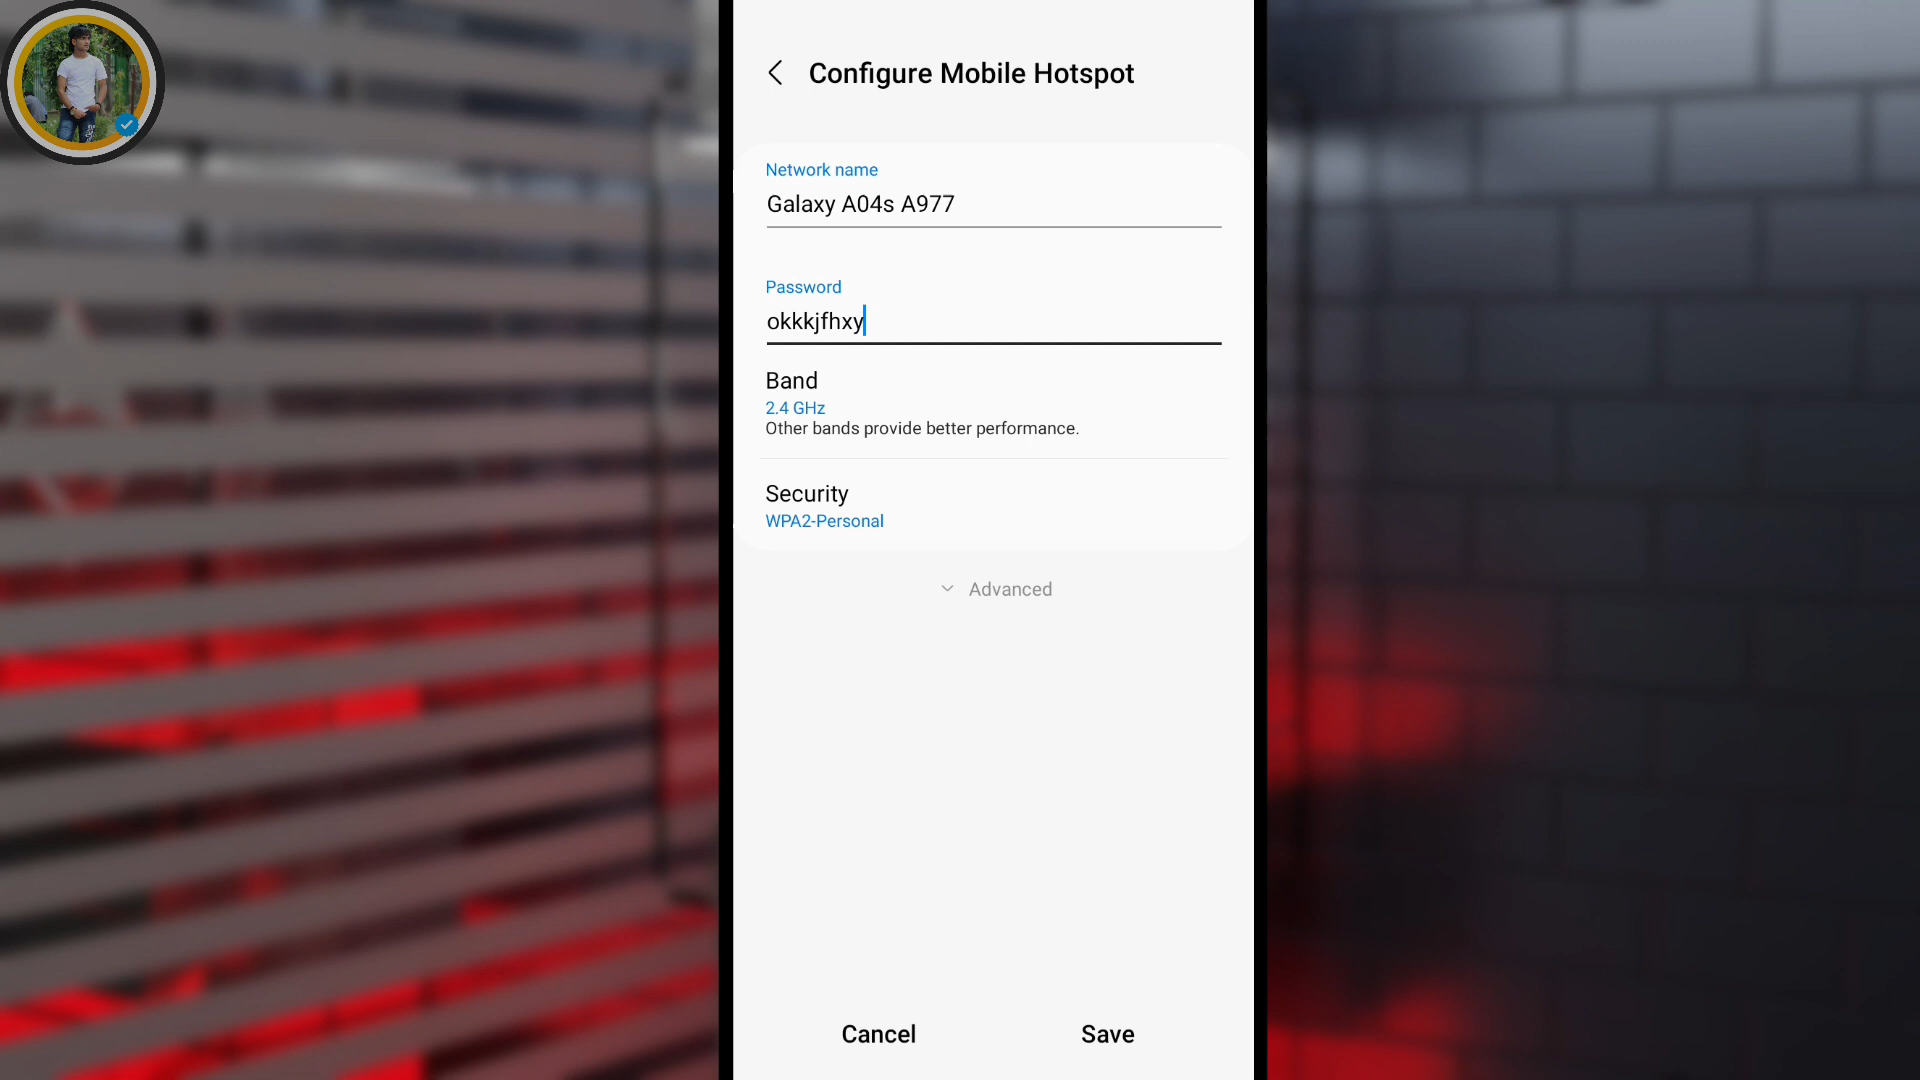 Configure Mobile Hotspot
Network name
Galaxy A04s A977
Password
okkkjfhxy
Band
2.4 GHz
Other bands provide better performance.
Security
WPA2-Personal
Advanced
Cancel
Save